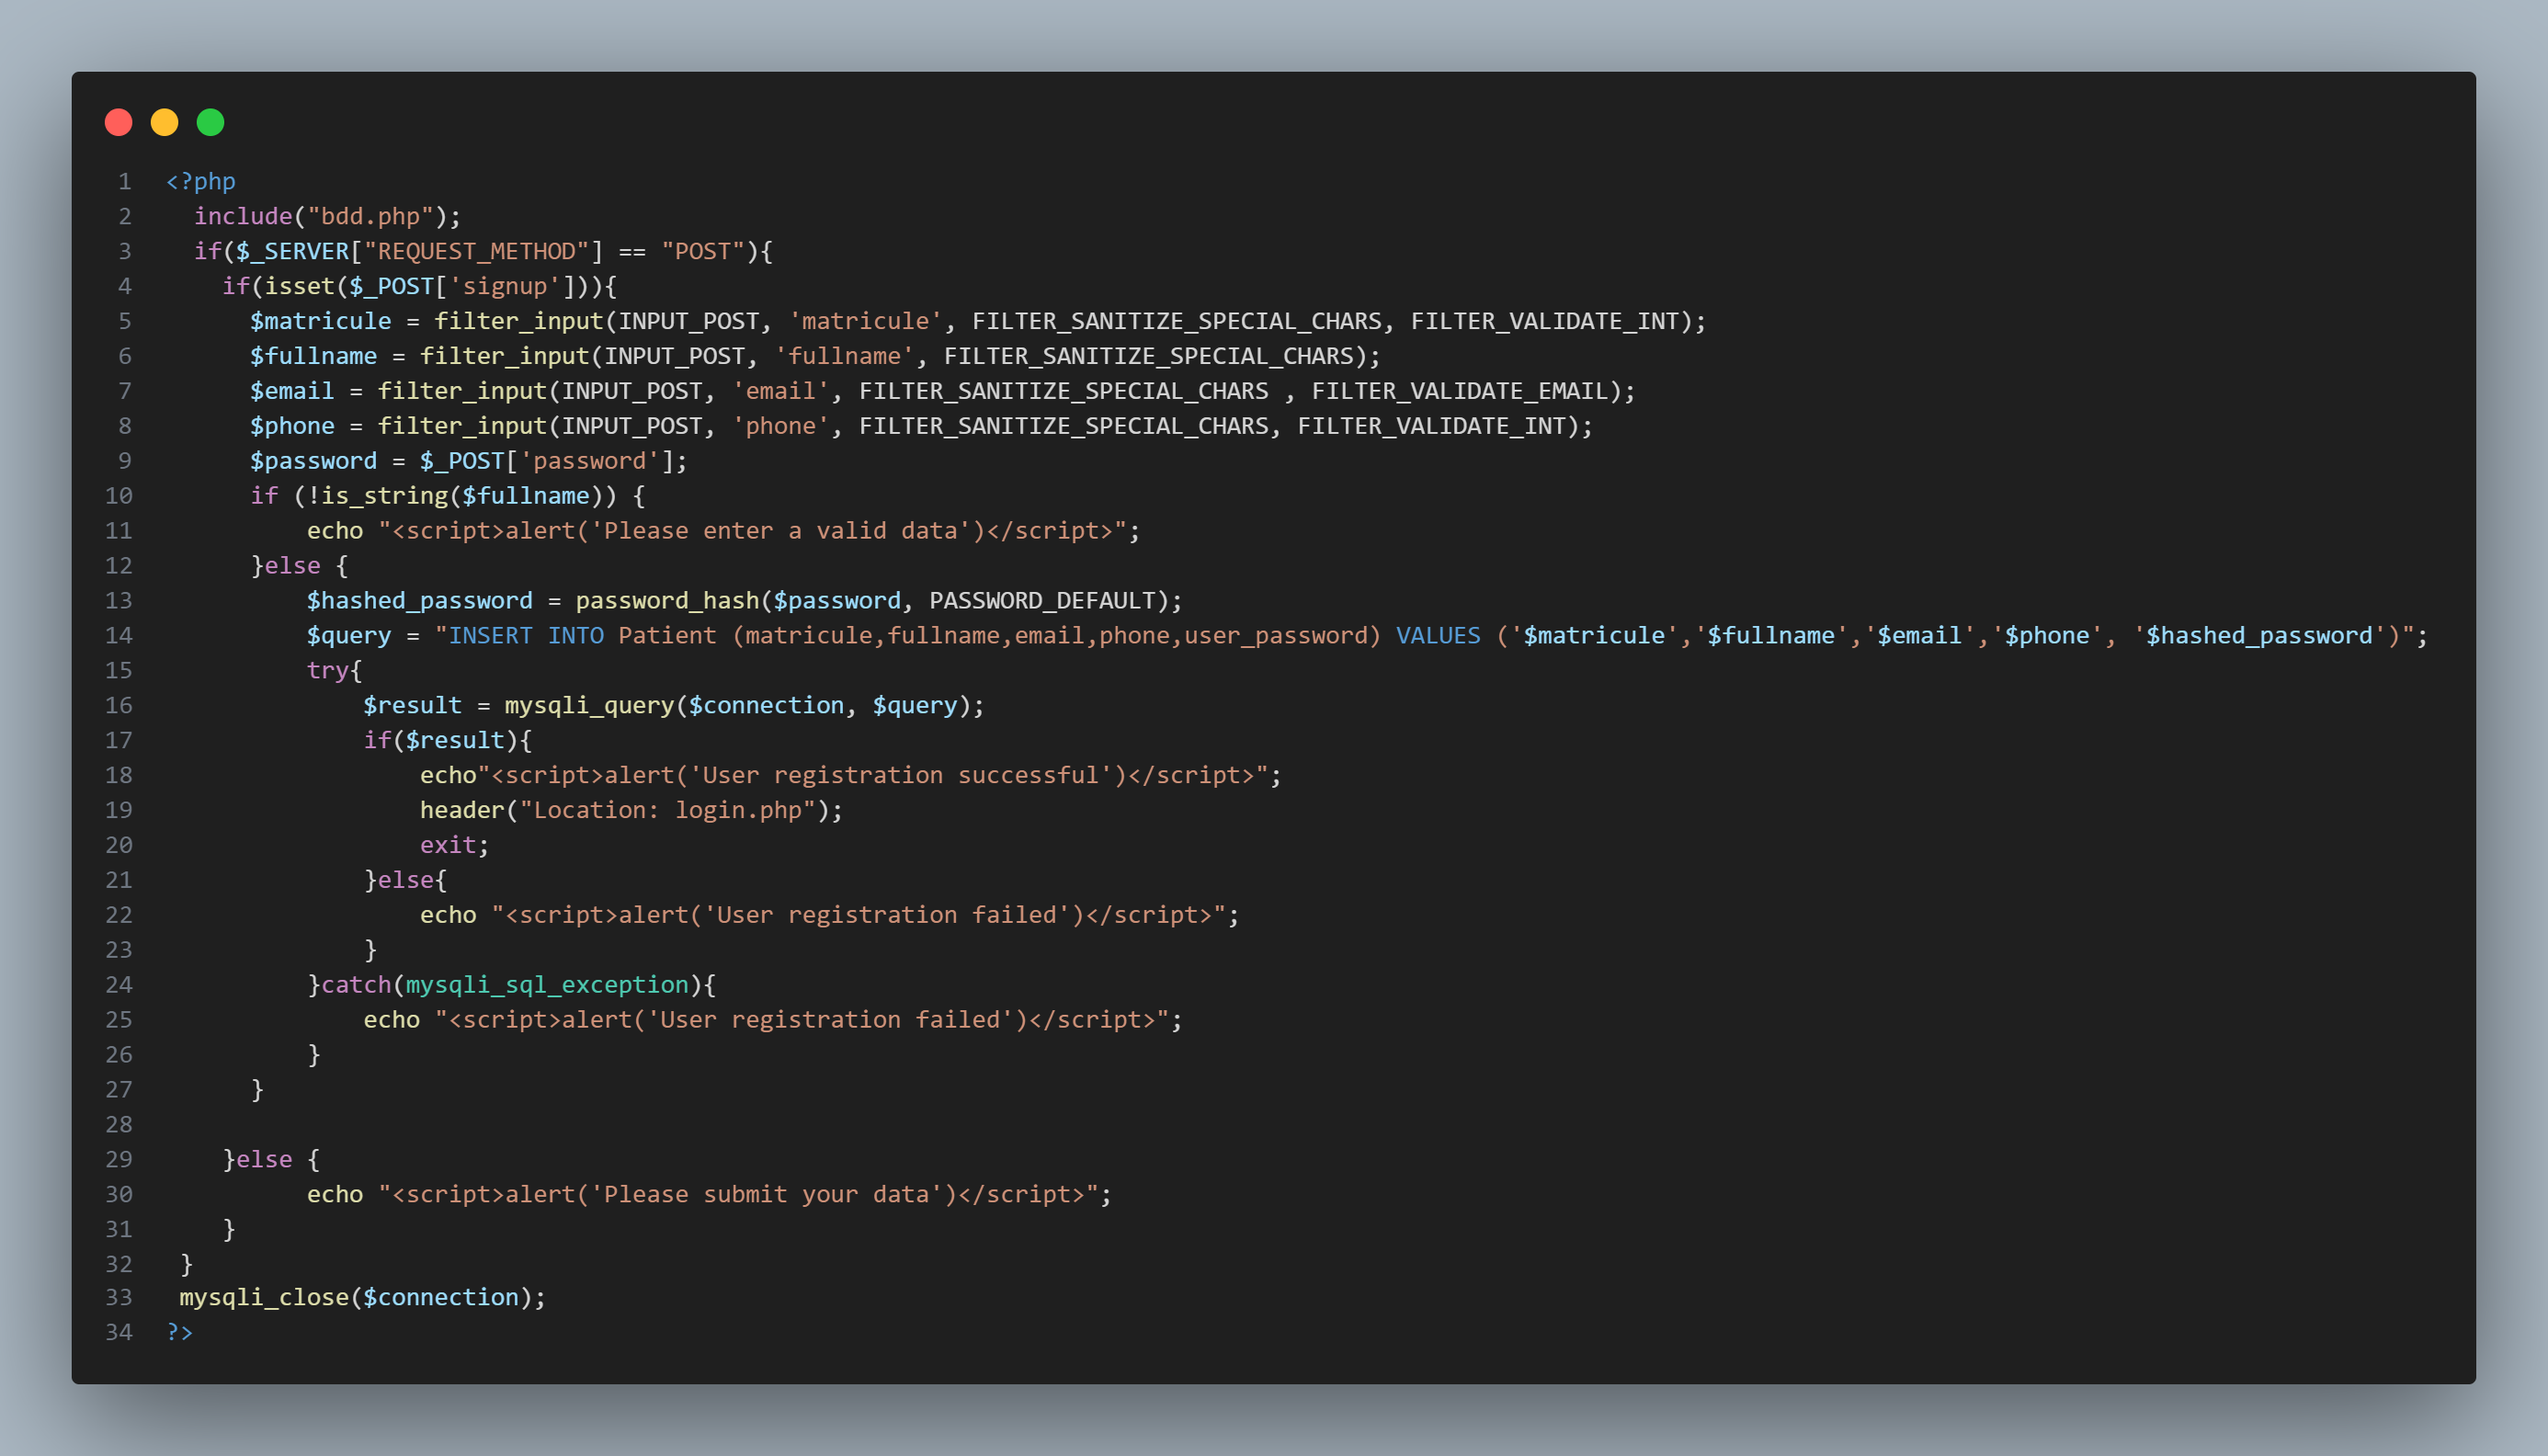 1 <?php
2   include("bdd.php");
3   if($_SERVER["REQUEST_METHOD"] == "POST"){
4     if(isset($_POST['signup'])){
5       $matricule = filter_input(INPUT_POST, 'matricule', FILTER_SANITIZE_SPECIAL_CHARS, FILTER_VALIDATE_INT);
6       $fullname = filter_input(INPUT_POST, 'fullname', FILTER_SANITIZE_SPECIAL_CHARS);
7       $email = filter_input(INPUT_POST, 'email', FILTER_SANITIZE_SPECIAL_CHARS , FILTER_VALIDATE_EMAIL);
8       $phone = filter_input(INPUT_POST, 'phone', FILTER_SANITIZE_SPECIAL_CHARS, FILTER_VALIDATE_INT);
9       $password = $_POST['password'];
10       if (!is_string($fullname)) {
11           echo "<script>alert('Please enter a valid data')</script>";
12       }else {
13           $hashed_password = password_hash($password, PASSWORD_DEFAULT);
14           $query = "INSERT INTO Patient (matricule,fullname,email,phone,user_password) VALUES ('$matricule','$fullname','$email','$phone', '$hashed_password')";
15           try{
16               $result = mysqli_query($connection, $query);
17               if($result){
18                   echo"<script>alert('User registration successful')</script>";
19                   header("Location: login.php");
20                   exit;
21               }else{
22                   echo "<script>alert('User registration failed')</script>";
23               }
24           }catch(mysqli_sql_exception){
25               echo "<script>alert('User registration failed')</script>";
26           }
27       }
28
29     }else {
30           echo "<script>alert('Please submit your data')</script>";
31     }
32  }
33  mysqli_close($connection);
34 ?>